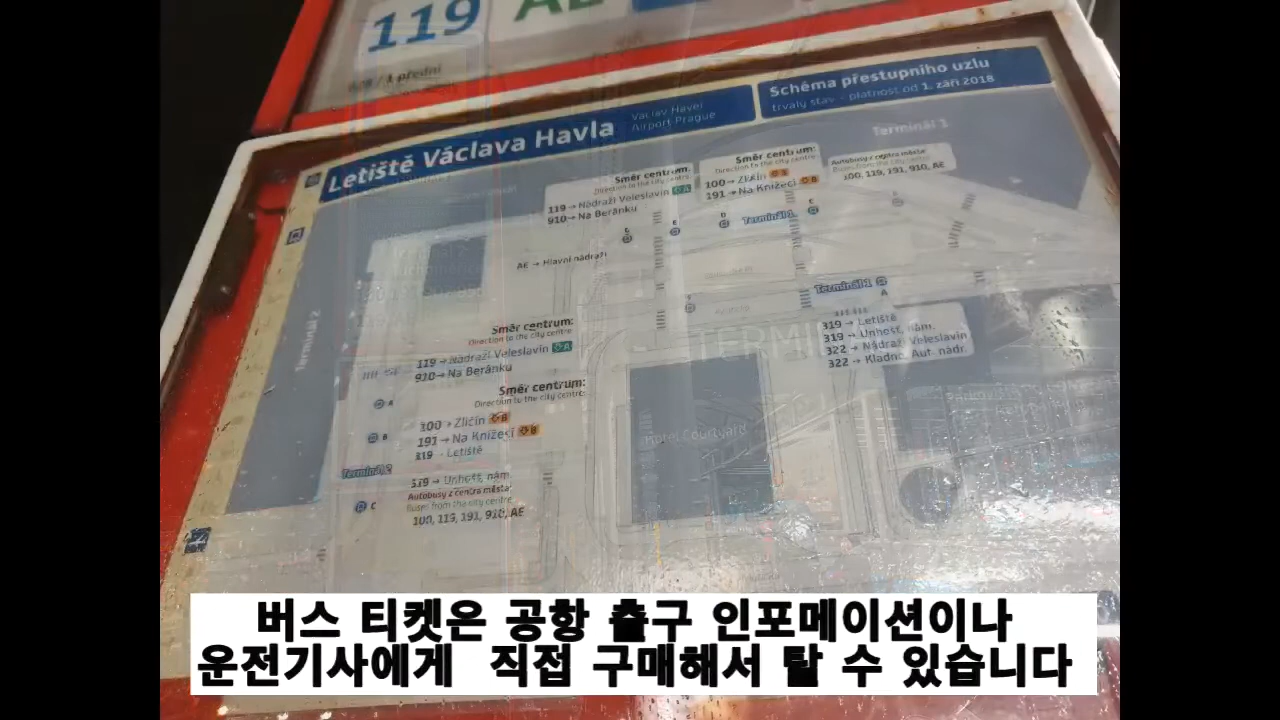 119
AE
Letiště Václava Havla
Václav Havel
Airport Prague
Schéma přestupního uzlu
trvalý stav - platnost od 1. září 2018
Terminál 1
Směr centrum:
Direction to the city centre
119 → Nádraží Veleslavín A
910 → Na Beránku
Směr centrum:
Direction to the city centre
100 → Zličín B
191 → Na Knížecí B
Autobusy z centra města:
Buses from the city centre
100, 119, 191, 910, AE
Terminál 1
AE → Hlavní nádraží
Terminál 1
A
319 → Letiště
319 → Unhošť, nám.
322 → Nádraží Veleslavín
322 → Kladno, Aut. nádr.
TERMIN
Terminál 2
Směr centrum:
Direction to the city centre
119 → Nádraží Veleslavín A
910 → Na Beránku
A
Směr centrum:
Direction to the city centre
100 → Zličín B
191 → Na Knížecí B
319 → Letiště
B
Terminál 2
319 → Unhošť, nám.
Autobusy z centra města:
Buses from the city centre
100, 119, 191, 910, AE
C
Hotel Courtyard
버스 티켓은 공항 출구 인포메이션이나
운전기사에게 직접 구매해서 탈 수 있습니다